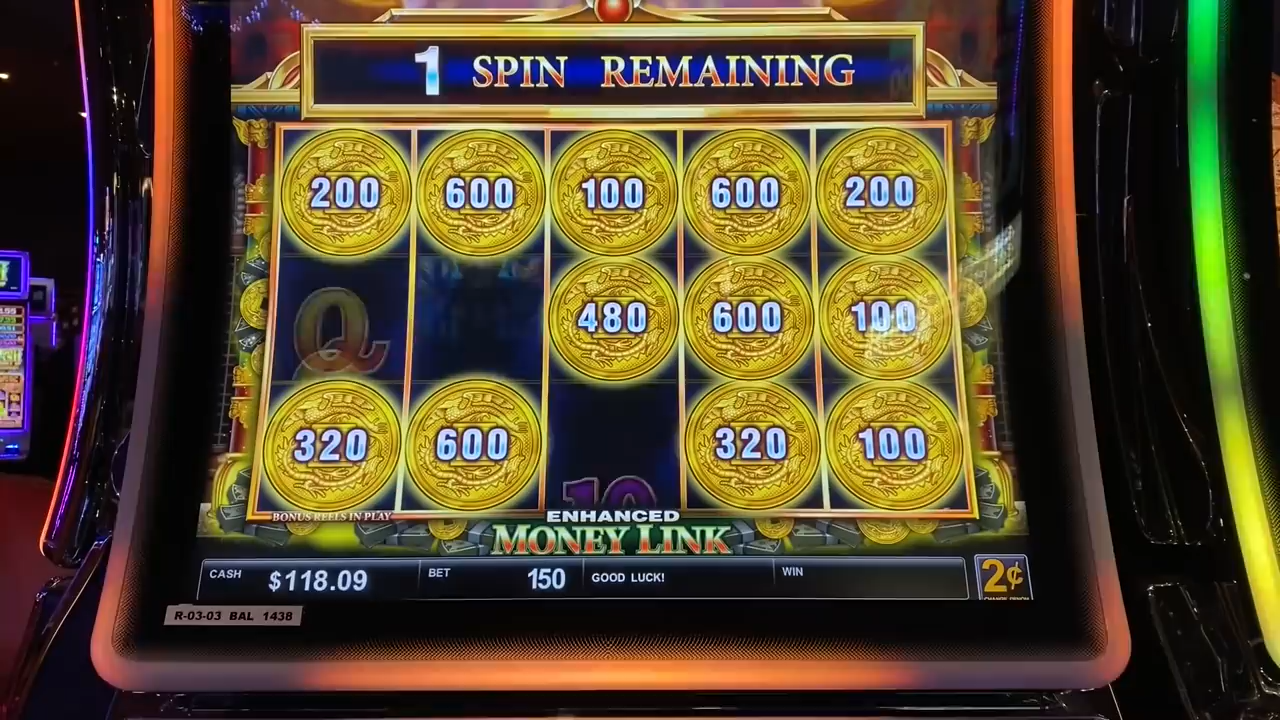 1 SPIN REMAINING
200 600 100 600 200
Q 480 600 100
320 600 320 100
10
BONUS REELS IN PLAY
ENHANCED
MONEY LINK
CASH $118.09 BET 150 GOOD LUCK! WIN 2¢
R-03-03 BAL 1438